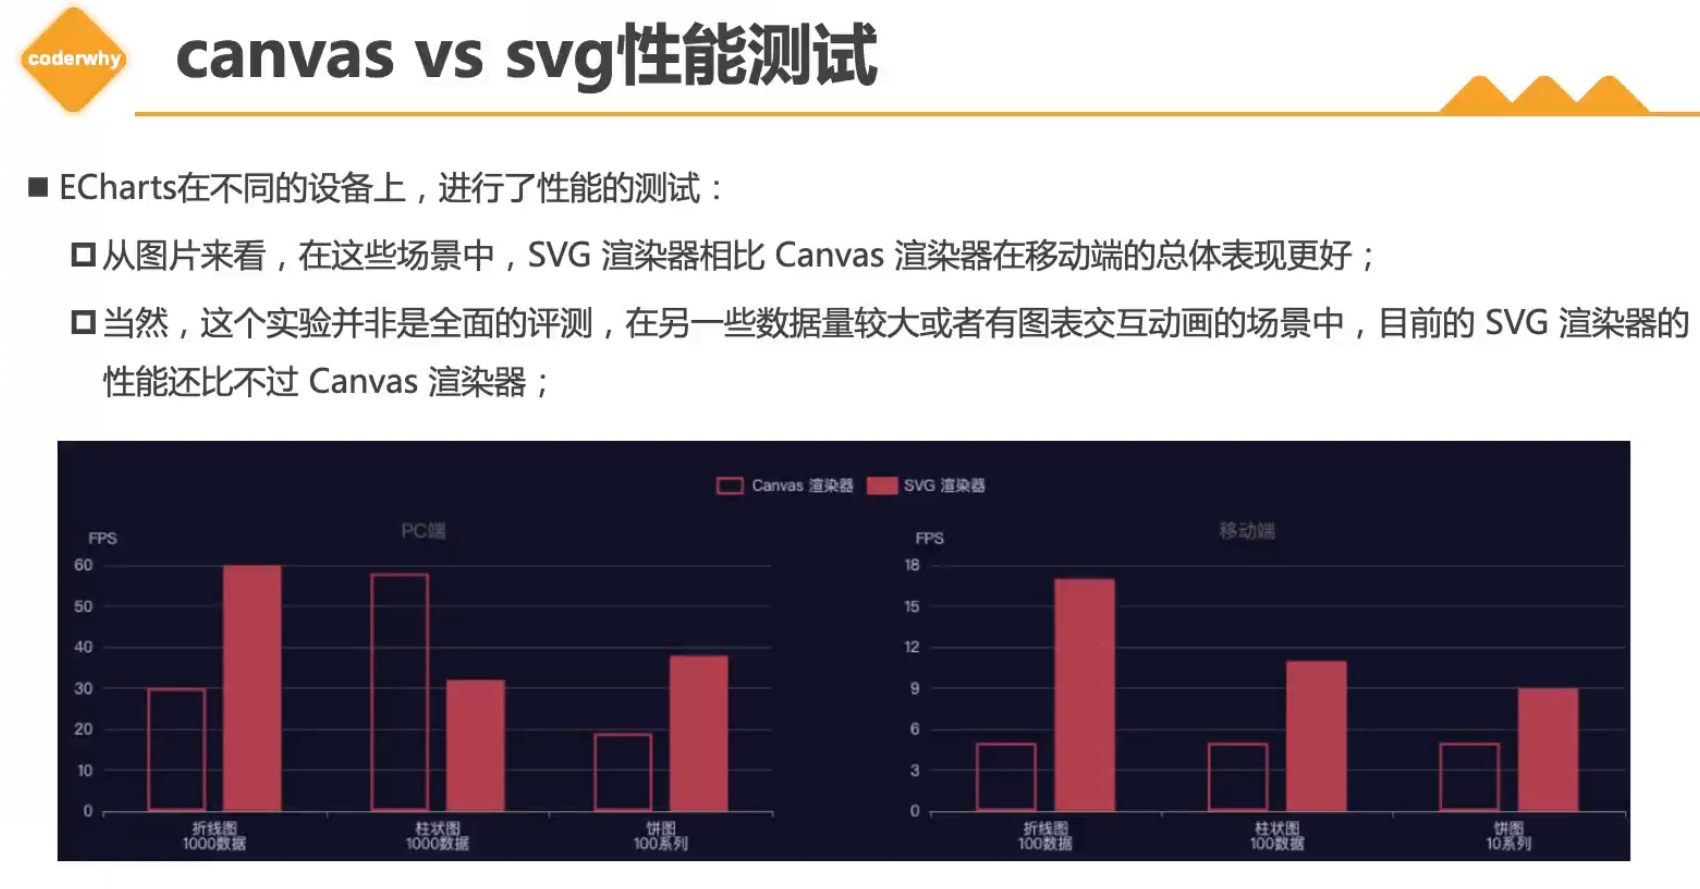 coderwhy
canvas vs svg性能测试
ECharts在不同的设备上，进行了性能的测试：
从图片来看，在这些场景中，SVG 渲染器相比 Canvas 渲染器在移动端的总体表现更好；
当然，这个实验并非是全面的评测，在另一些数据量较大或者有图表交互动画的场景中，目前的 SVG 渲染器的
性能还比不过 Canvas 渲染器；
Canvas 渲染器 SVG 渲染器
PC端
FPS
60
50
40
30
20
10
0
折线图
1000数据
柱状图
1000数据
饼图
100系列
移动端
FPS
18
15
12
9
6
3
0
折线图
100数据
柱状图
100数据
饼图
10系列